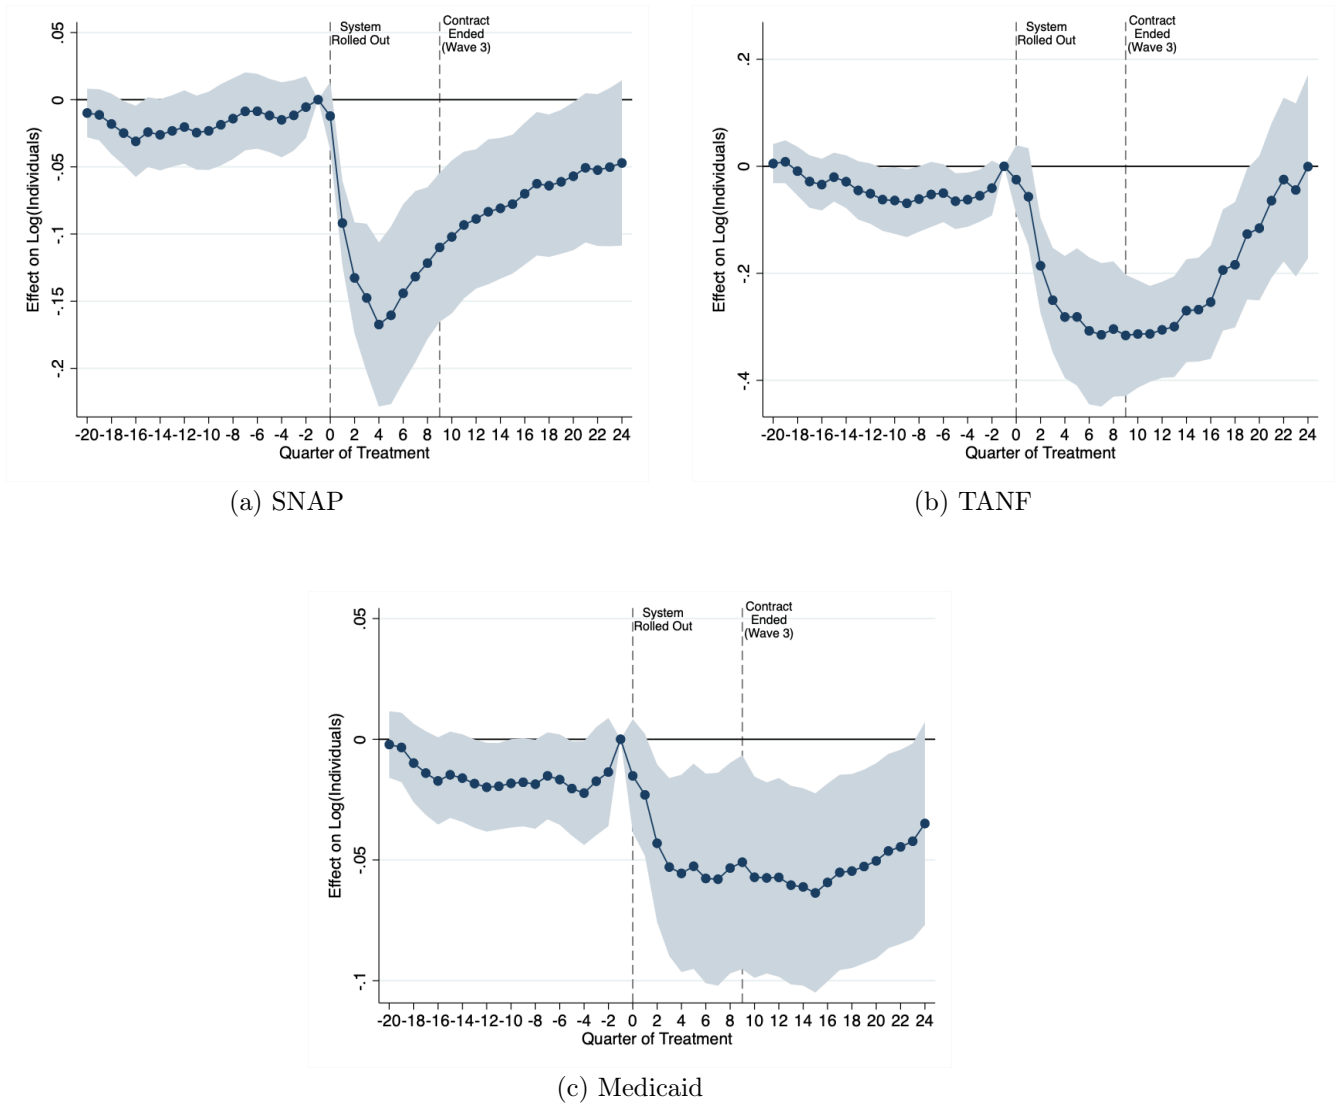 System
Rolled Out
Contract
Ended
(Wave 3)
Effect on Log(Individuals)
.05
0
-.05
-.1
-.15
-.2
-20 -18 -16 -14 -12 -10 -8 -6 -4 -2 0 2 4 6 8 10 12 14 16 18 20 22 24
Quarter of Treatment
(a) SNAP
System
Rolled Out
Contract
Ended
(Wave 3)
Effect on Log(Individuals)
.2
0
-.2
-.4
-20 -18 -16 -14 -12 -10 -8 -6 -4 -2 0 2 4 6 8 10 12 14 16 18 20 22 24
Quarter of Treatment
(b) TANF
System
Rolled Out
Contract
Ended
(Wave 3)
Effect on Log(Individuals)
.05
0
-.05
-.1
-20 -18 -16 -14 -12 -10 -8 -6 -4 -2 0 2 4 6 8 10 12 14 16 18 20 22 24
Quarter of Treatment
(c) Medicaid